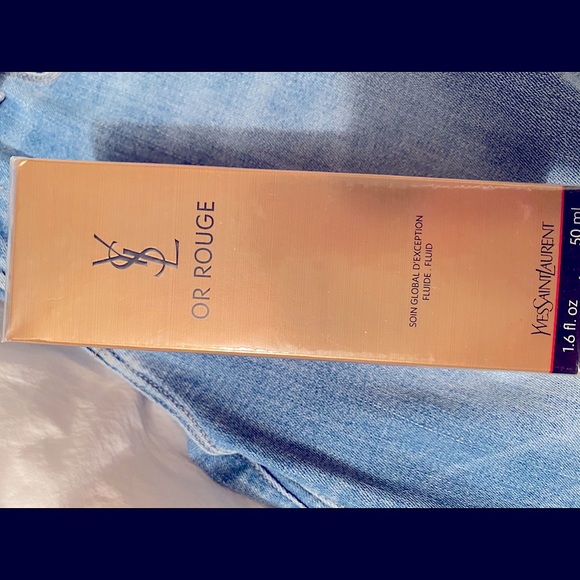 YSL
OR ROUGE
SOIN GLOBAL D'EXCEPTION
FLUIDE . FLUID
YVESSAINTLAURENT
1.6 fl. oz 50 ml